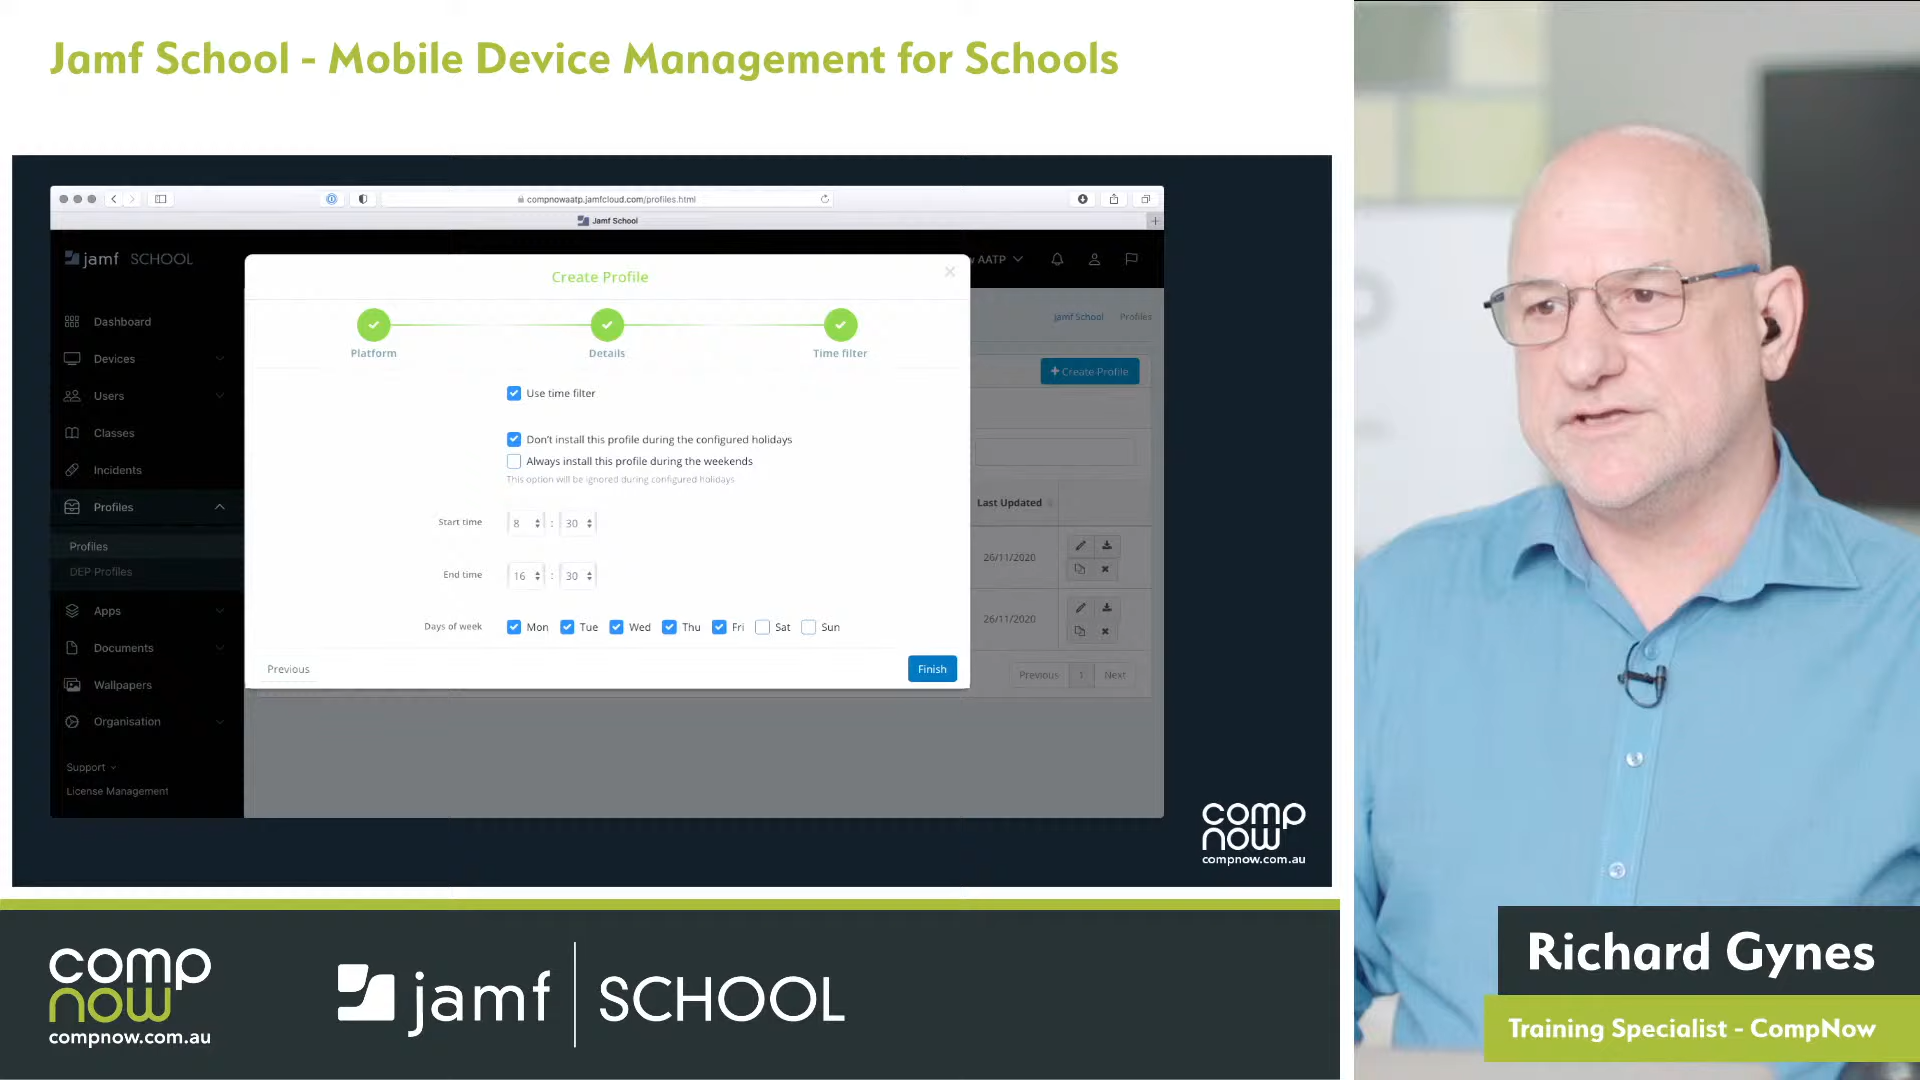 Jamf School - Mobile Device Management for Schools
compnowaatp.jamfcloud.com/profiles.html
Jamf School
jamf SCHOOL
AATP
Create Profile
Platform
Details
Time filter
Jamf School
Profiles
+ Create Profile
Dashboard
Devices
Users
Classes
Incidents
Profiles
Profiles
DEP Profiles
Apps
Documents
Wallpapers
Organisation
Support
License Management
Use time filter
Don't install this profile during the configured holidays
Always install this profile during the weekends
This option will be ignored during configured holidays
Start time 8 : 30
End time 16 : 30
Days of week Mon Tue Wed Thu Fri Sat Sun
Previous
Finish
Last Updated
26/11/2020
26/11/2020
Previous 1 Next
comp
now
compnow.com.au
comp
now
compnow.com.au
jamf SCHOOL
Richard Gynes
Training Specialist - CompNow